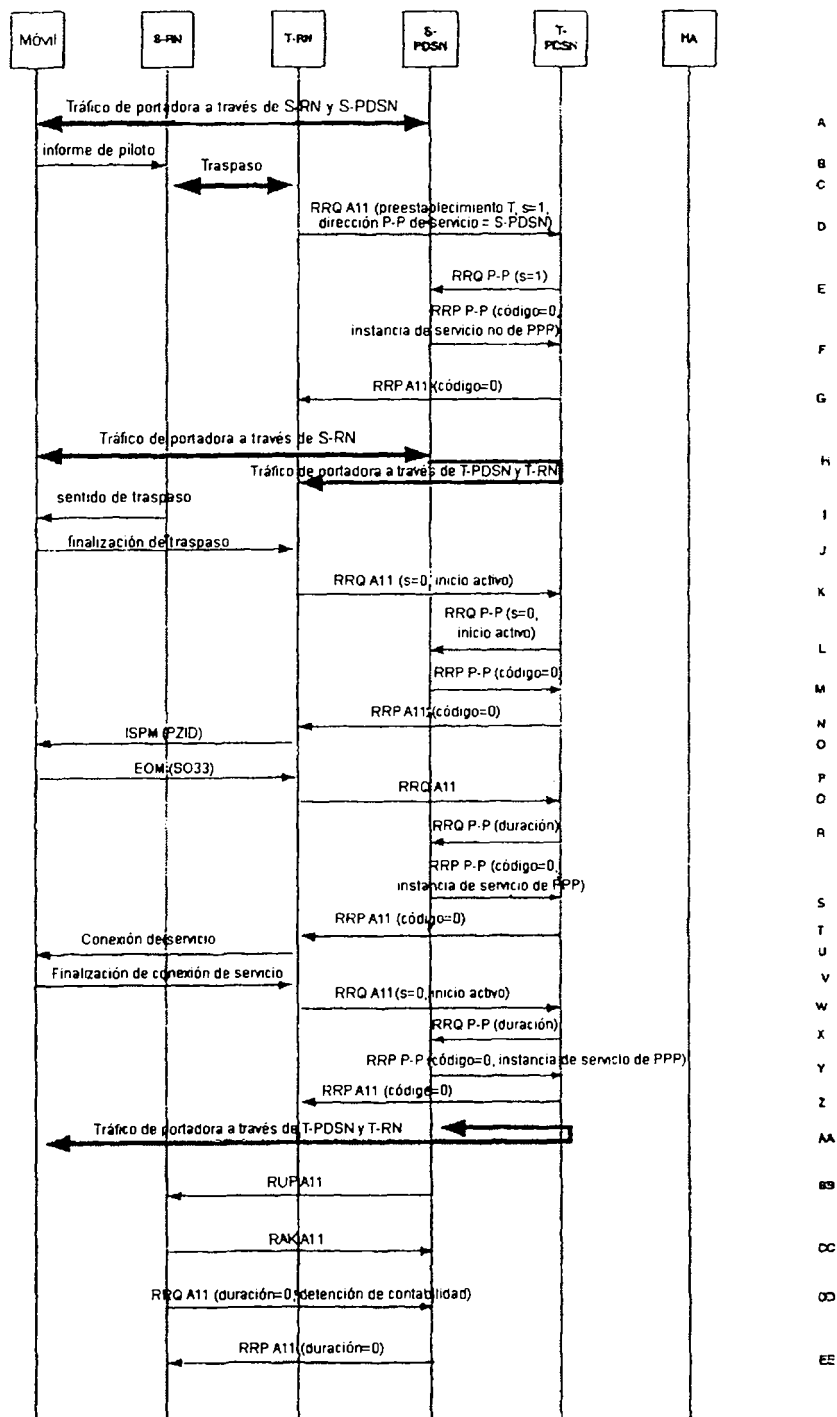 Móvil
S-RN
T-RN
S-
PDSN
T-
PDSN
HA
Tráfico de portadora a través de S-RN y S-PDSN
A
informe de piloto
B
Traspaso
C
RRQ A11 (preestablecimiento T, s=1,
dirección P-P de servicio = S-PDSN)
D
RRQ P-P (s=1)
E
RRP P-P (código=0,
instancia de servicio no de PPP)
F
RRP A11 (código=0)
G
Tráfico de portadora a través de S-RN
H
Tráfico de portadora a través de T-PDSN y T-RN
sentido de traspaso
I
finalización de traspaso
J
RRQ A11 (s=0, inicio activo)
K
RRQ P-P (s=0,
inicio activo)
L
RRP P-P (código=0)
M
RRP A11 (código=0)
N
ISPM (PZID)
O
EOM (SO33)
P
RRQ A11
Q
RRQ P-P (duración)
R
RRP P-P (código=0,
instancia de servicio de PPP)
S
RRP A11 (código=0)
T
Conexión de servicio
U
Finalización de conexión de servicio
V
RRQ A11 (s=0, inicio activo)
W
RRQ P-P (duración)
X
RRP P-P (código=0, instancia de servicio de PPP)
Y
RRP A11 (código=0)
Z
Tráfico de portadora a través de T-PDSN y T-RN
AA
RUP A11
BB
RAK A11
CC
RRQ A11 (duración=0, detención de contabilidad)
DD
RRP A11 (duración=0)
EE